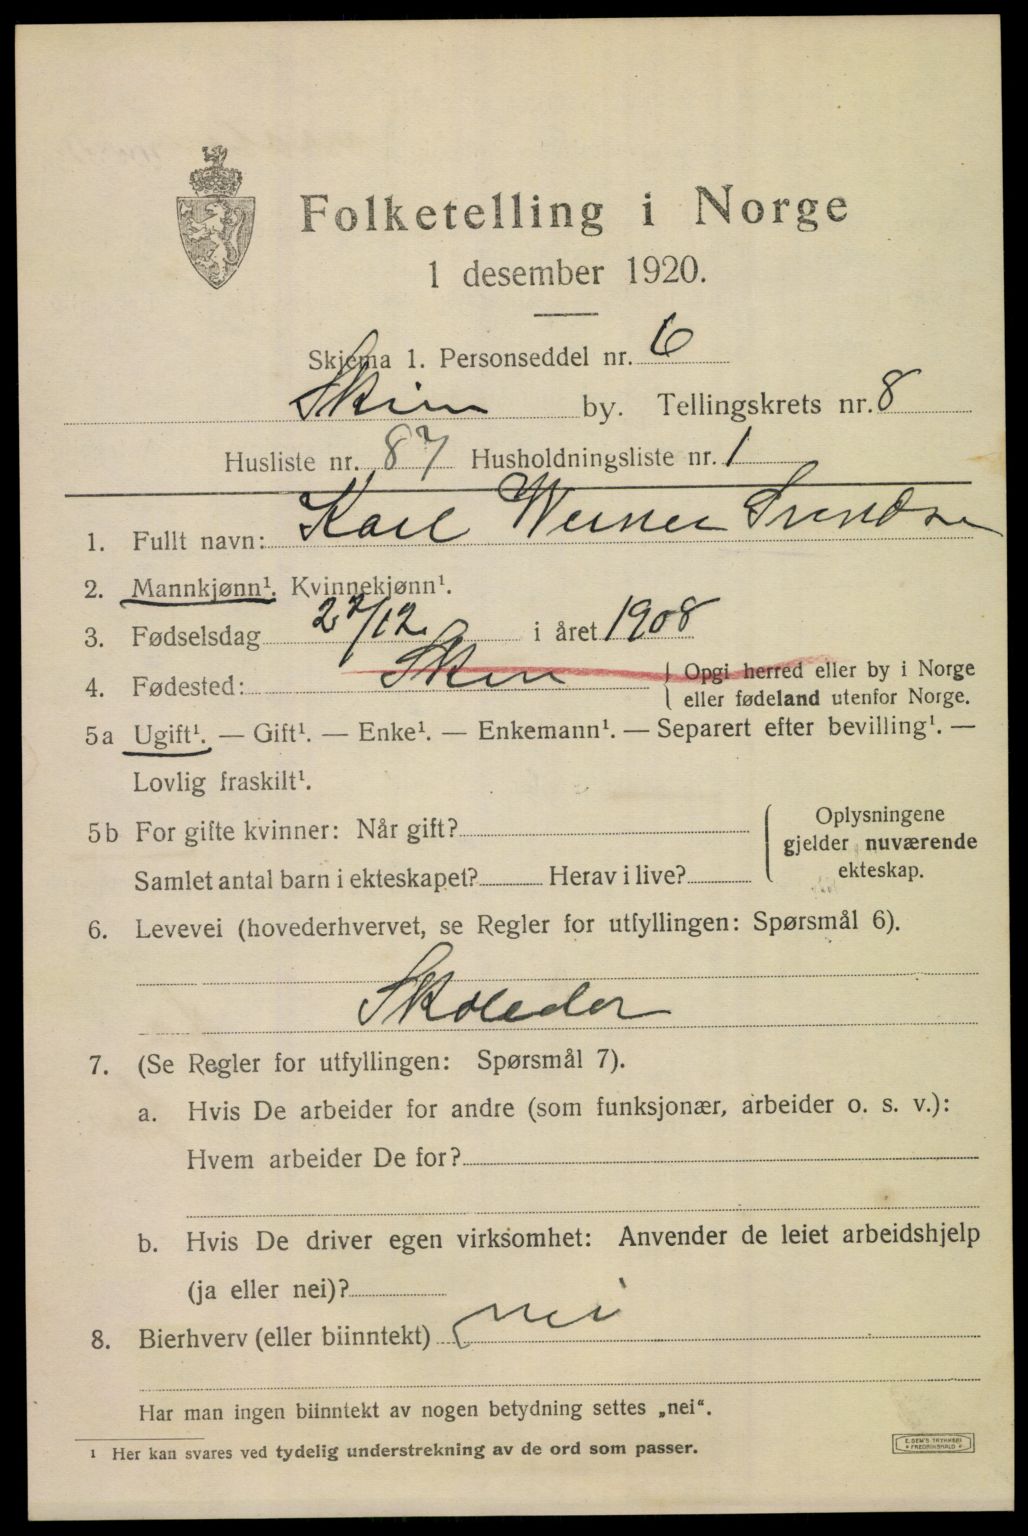 Folketelling i Norge
1 desember 1920.
Skjema 1. Personseddel nr. 6
Skien by. Tellingskrets nr. 8
Husliste nr. 87 Husholdningsliste nr. 1
1. Fullt navn: Karl Werner Svendsen
2. Mannkjønn¹. Kvinnekjønn¹.
3. Fødselsdag 27/12 i året 1908
4. Fødested: Skien { Opgi herred eller by i Norge
eller fødeland utenfor Norge.
5a Ugift¹. — Gift¹. — Enke¹. — Enkemann¹. — Separert efter bevilling¹. —
Lovlig fraskilt¹.
5b For gifte kvinner: Når gift?
Samlet antal barn i ekteskapet? Herav i live?
Oplysningene
gjelder nuværende
ekteskap.
6. Levevei (hovederhvervet, se Regler for utfyllingen: Spørsmål 6).
Skoleelev
7. (Se Regler for utfyllingen: Spørsmål 7).
a. Hvis De arbeider for andre (som funksjonær, arbeider o. s. v.):
Hvem arbeider De for?
b. Hvis De driver egen virksomhet: Anvender de leiet arbeidshjelp
(ja eller nei)?
8. Bierhverv (eller biinntekt) nei
Har man ingen biinntekt av nogen betydning settes „nei“.
¹ Her kan svares ved tydelig understrekning av de ord som passer.
E. SEM'S TRYKKERI
FREDRIKSHALD